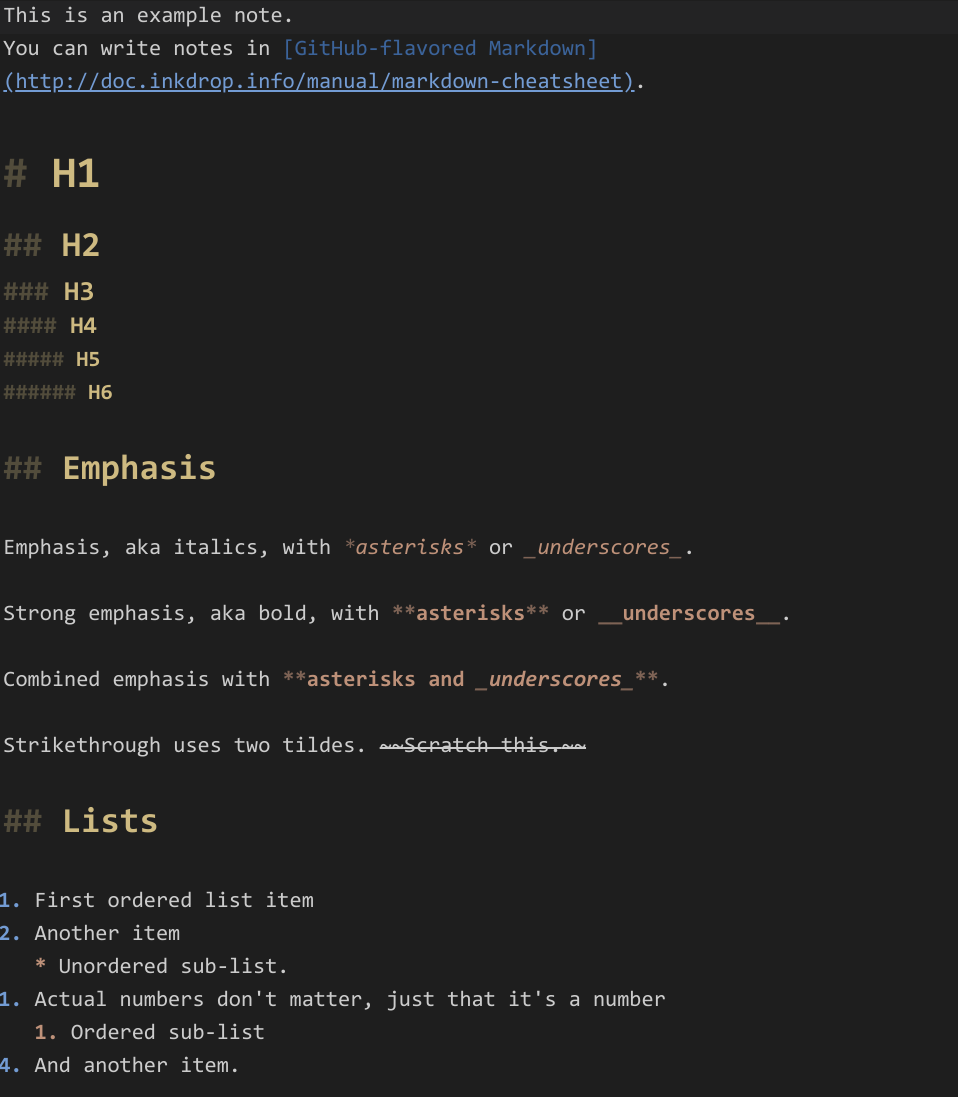 This is an example note.
You can write notes in [GitHub-flavored Markdown]
(http://doc.inkdrop.info/manual/markdown-cheatsheet).
# H1
## H2
### H3
#### H4
##### H5
###### H6
## Emphasis
Emphasis, aka italics, with *asterisks* or _underscores_.
Strong emphasis, aka bold, with **asterisks** or __underscores__.
Combined emphasis with **asterisks and _underscores_**.
Strikethrough uses two tildes. ~~Scratch this.~~
## Lists
1. First ordered list item
2. Another item
   * Unordered sub-list.
1. Actual numbers don't matter, just that it's a number
   1. Ordered sub-list
4. And another item.